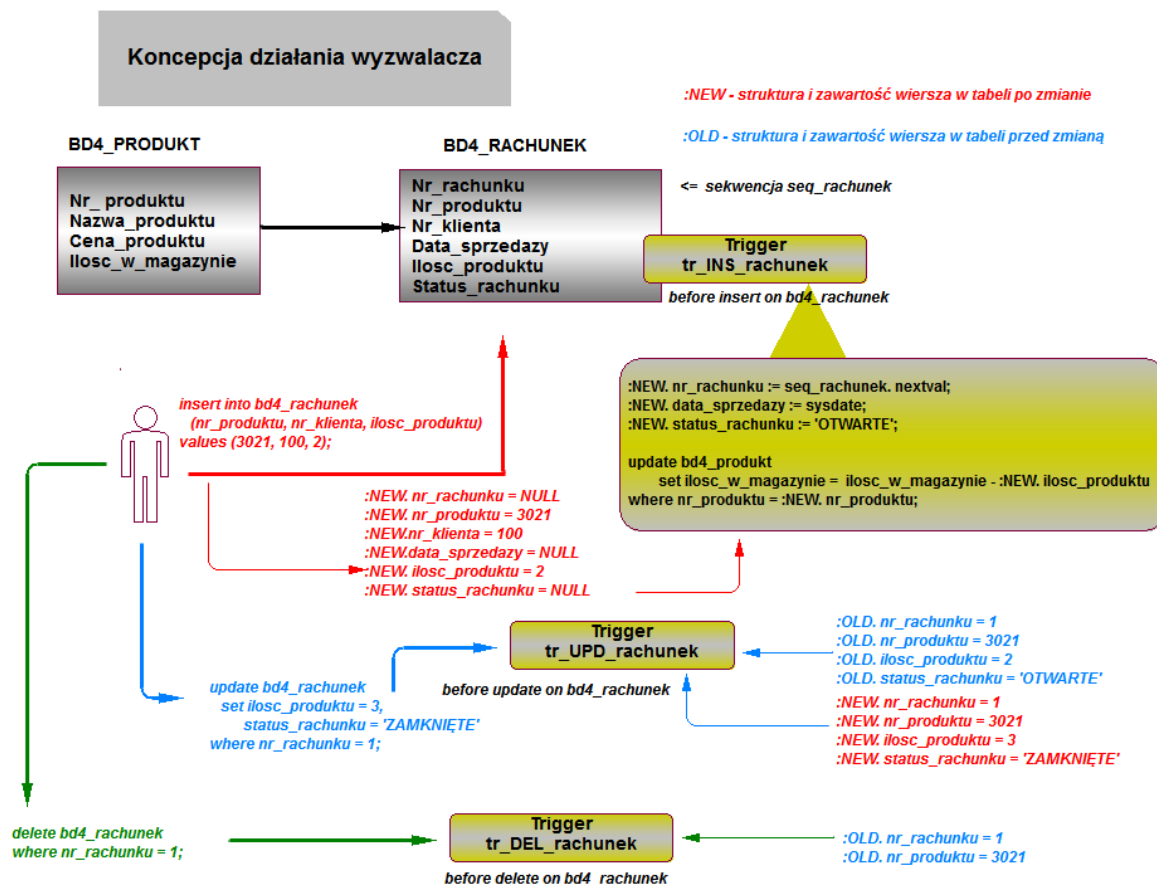 Koncepcja działania wyzwalacza
:NEW - struktura i zawartość wiersza w tabeli po zmianie
:OLD - struktura i zawartość wiersza w tabeli przed zmianą
BD4_PRODUKT
Nr_ produktu
Nazwa_produktu
Cena_produktu
Ilosc_w_magazynie
BD4_RACHUNEK
Nr_rachunku
Nr_produktu
Nr_klienta
Data_sprzedazy
Ilosc_produktu
Status_rachunku
<= sekwencja seq_rachunek
Trigger
tr_INS_rachunek
before insert on bd4_rachunek
:NEW. nr_rachunku := seq_rachunek. nextval;
:NEW. data_sprzedazy := sysdate;
:NEW. status_rachunku := 'OTWARTE';
update bd4_produkt
set ilosc_w_magazynie = ilosc_w_magazynie - :NEW. ilosc_produktu
where nr_produktu = :NEW. nr_produktu;
insert into bd4_rachunek
(nr_produktu, nr_klienta, ilosc_produktu)
values (3021, 100, 2);
:NEW. nr_rachunku = NULL
:NEW. nr_produktu = 3021
:NEW.nr_klienta = 100
:NEW.data_sprzedazy = NULL
:NEW. ilosc_produktu = 2
:NEW. status_rachunku = NULL
Trigger
tr_UPD_rachunek
before update on bd4_rachunek
:OLD. nr_rachunku = 1
:OLD. nr_produktu = 3021
:OLD. ilosc_produktu = 2
:OLD. status_rachunku = 'OTWARTE'
:NEW. nr_rachunku = 1
:NEW. nr_produktu = 3021
:NEW. ilosc_produktu = 3
:NEW. status_rachunku = 'ZAMKNIĘTE'
update bd4_rachunek
set ilosc_produktu = 3,
status_rachunku = 'ZAMKNIĘTE'
where nr_rachunku = 1;
delete bd4_rachunek
where nr_rachunku = 1;
Trigger
tr_DEL_rachunek
before delete on bd4_rachunek
:OLD. nr_rachunku = 1
:OLD. nr_produktu = 3021